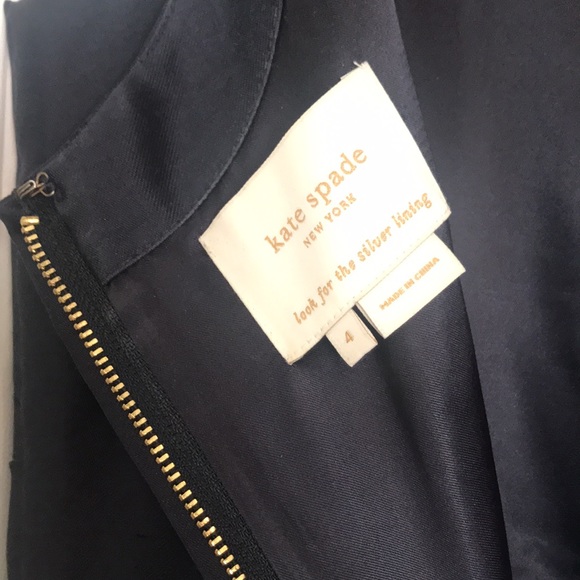 kate spade
NEW YORK
look for the silver lining
4
MADE IN CHINA